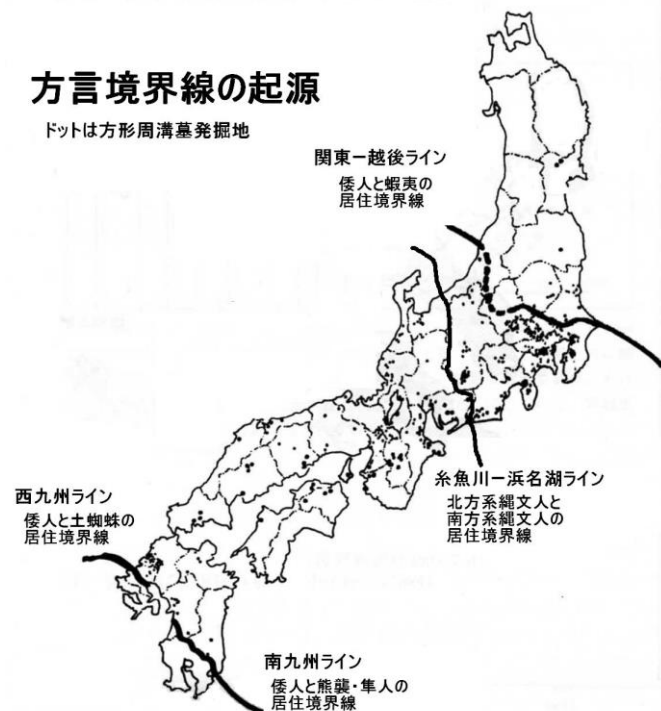 方言境界線の起源
ドットは方形周溝墓発掘地
関東ー越後ライン
倭人と蝦夷の
居住境界線
糸魚川ー浜名湖ライン
北方系縄文人と
南方系縄文人の
居住境界線
西九州ライン
倭人と土蜘蛛の
居住境界線
南九州ライン
倭人と熊襲・隼人の
居住境界線